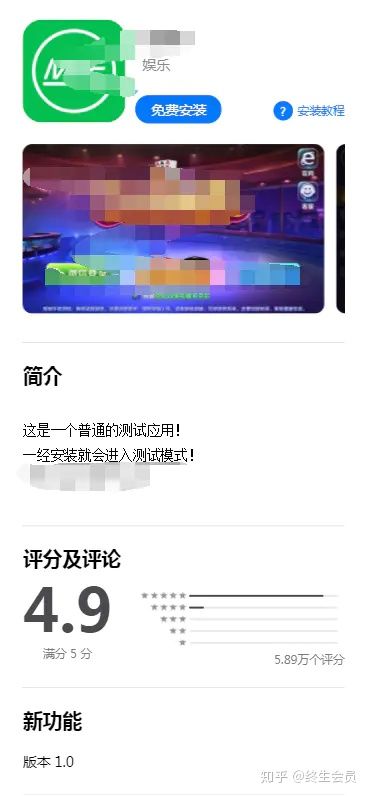 娱乐
免费安装
? 安装教程
客服
简介
这是一个普通的测试应用！
一经安装就会进入测试模式！
评分及评论
4.9
满分 5 分
★★★★★
★★★★
★★★
★★
★
5.89万个评分
新功能
版本 1.0
知乎 @终生会员